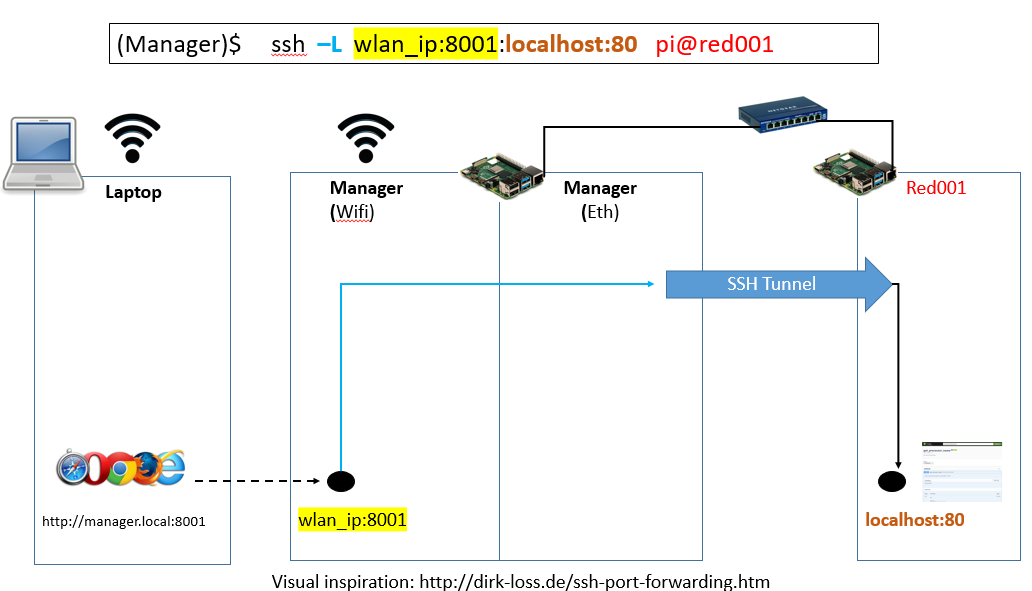 (Manager)$ ssh –L wlan_ip:8001:localhost:80 pi@red001
NETGEAR
Laptop
Manager
(Wifi)
Manager
(Eth)
Red001
SSH Tunnel
http://manager.local:8001
wlan_ip:8001
localhost:80
Visual inspiration: http://dirk-loss.de/ssh-port-forwarding.htm